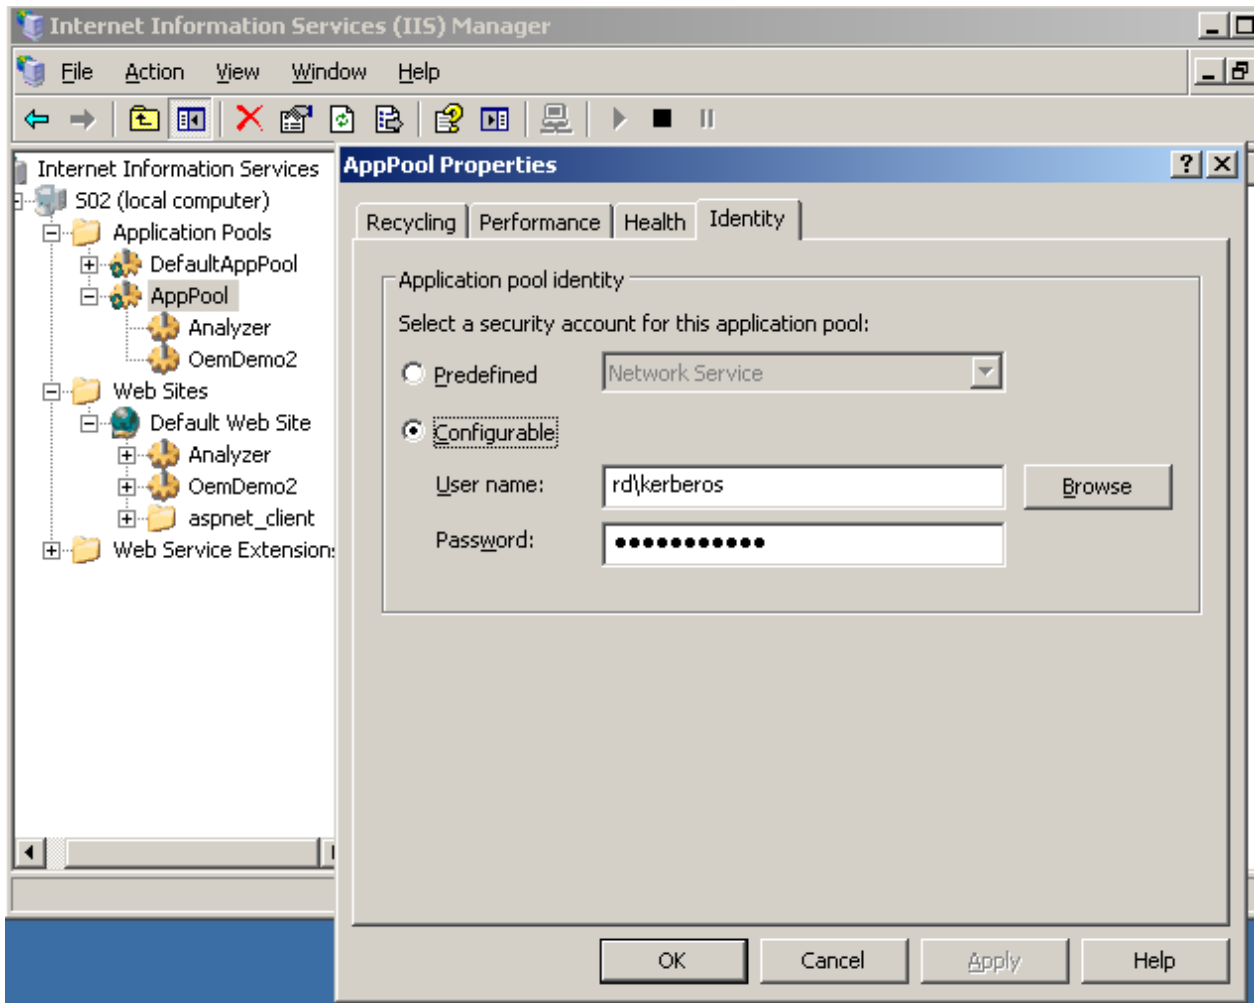 Internet Information Services (IIS) Manager
File Action View Window Help
Internet Information Services
S02 (local computer)
Application Pools
DefaultAppPool
AppPool
Analyzer
OemDemo2
Web Sites
Default Web Site
Analyzer
OemDemo2
aspnet_client
Web Service Extension
AppPool Properties
Recycling Performance Health Identity
Application pool identity
Select a security account for this application pool:
Predefined Network Service
Configurable
User name: rd\kerberos Browse
Password: ●●●●●●●●●●●
OK Cancel Apply Help